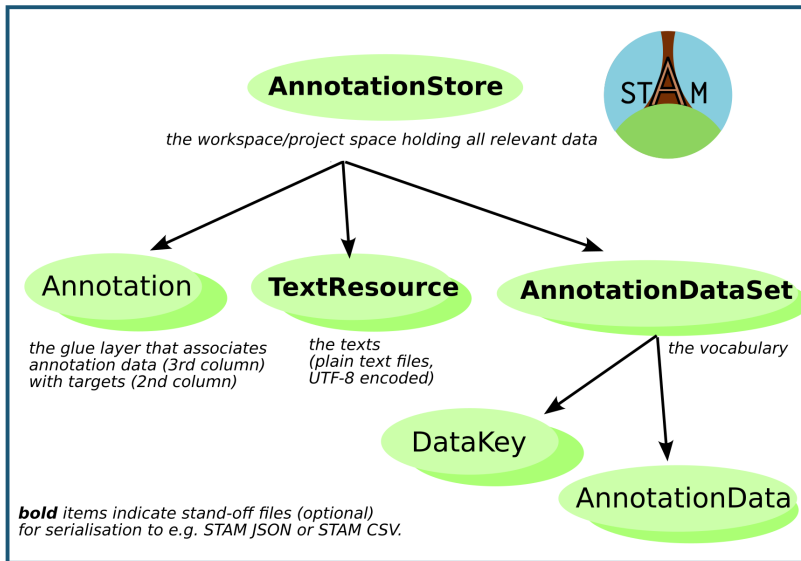 AnnotationStore
STAM
the workspace/project space holding all relevant data
Annotation
TextResource
AnnotationDataSet
the glue layer that associates
annotation data (3rd column)
with targets (2nd column)
the texts
(plain text files,
UTF-8 encoded)
the vocabulary
DataKey
AnnotationData
bold items indicate stand-off files (optional)
for serialisation to e.g. STAM JSON or STAM CSV.